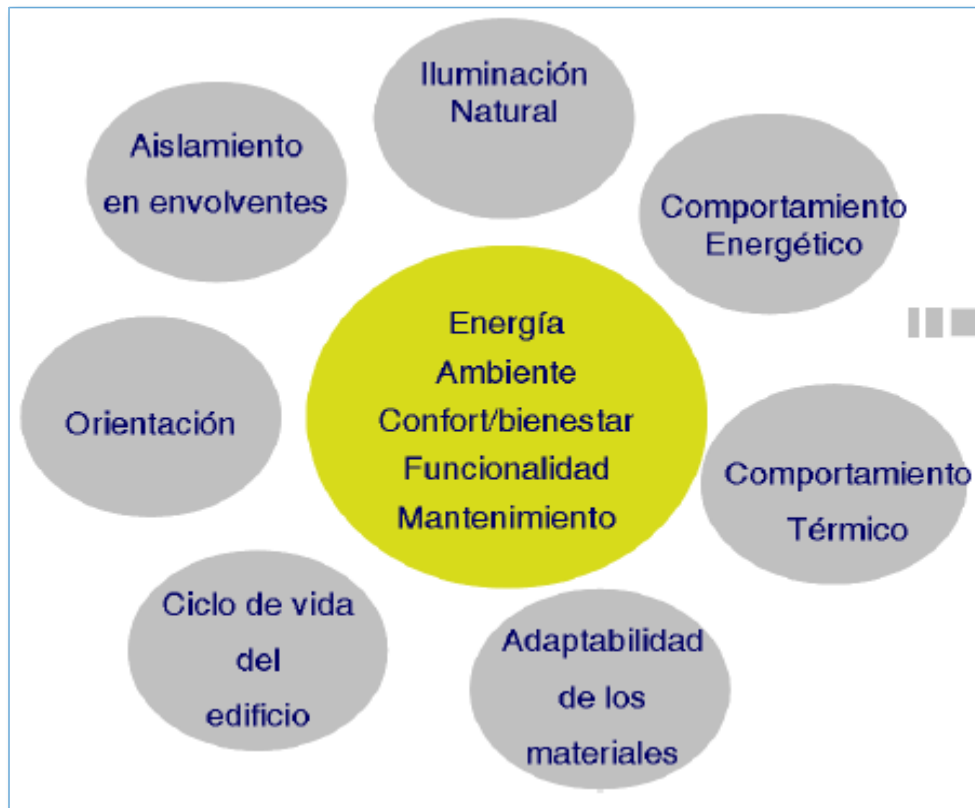 Iluminación
Natural
Aislamiento
en envolventes
Comportamiento
Energético
Energía
Ambiente
Confort/bienestar
Funcionalidad
Mantenimiento
Orientación
Comportamiento
Térmico
Ciclo de vida
del
edificio
Adaptabilidad
de los
materiales